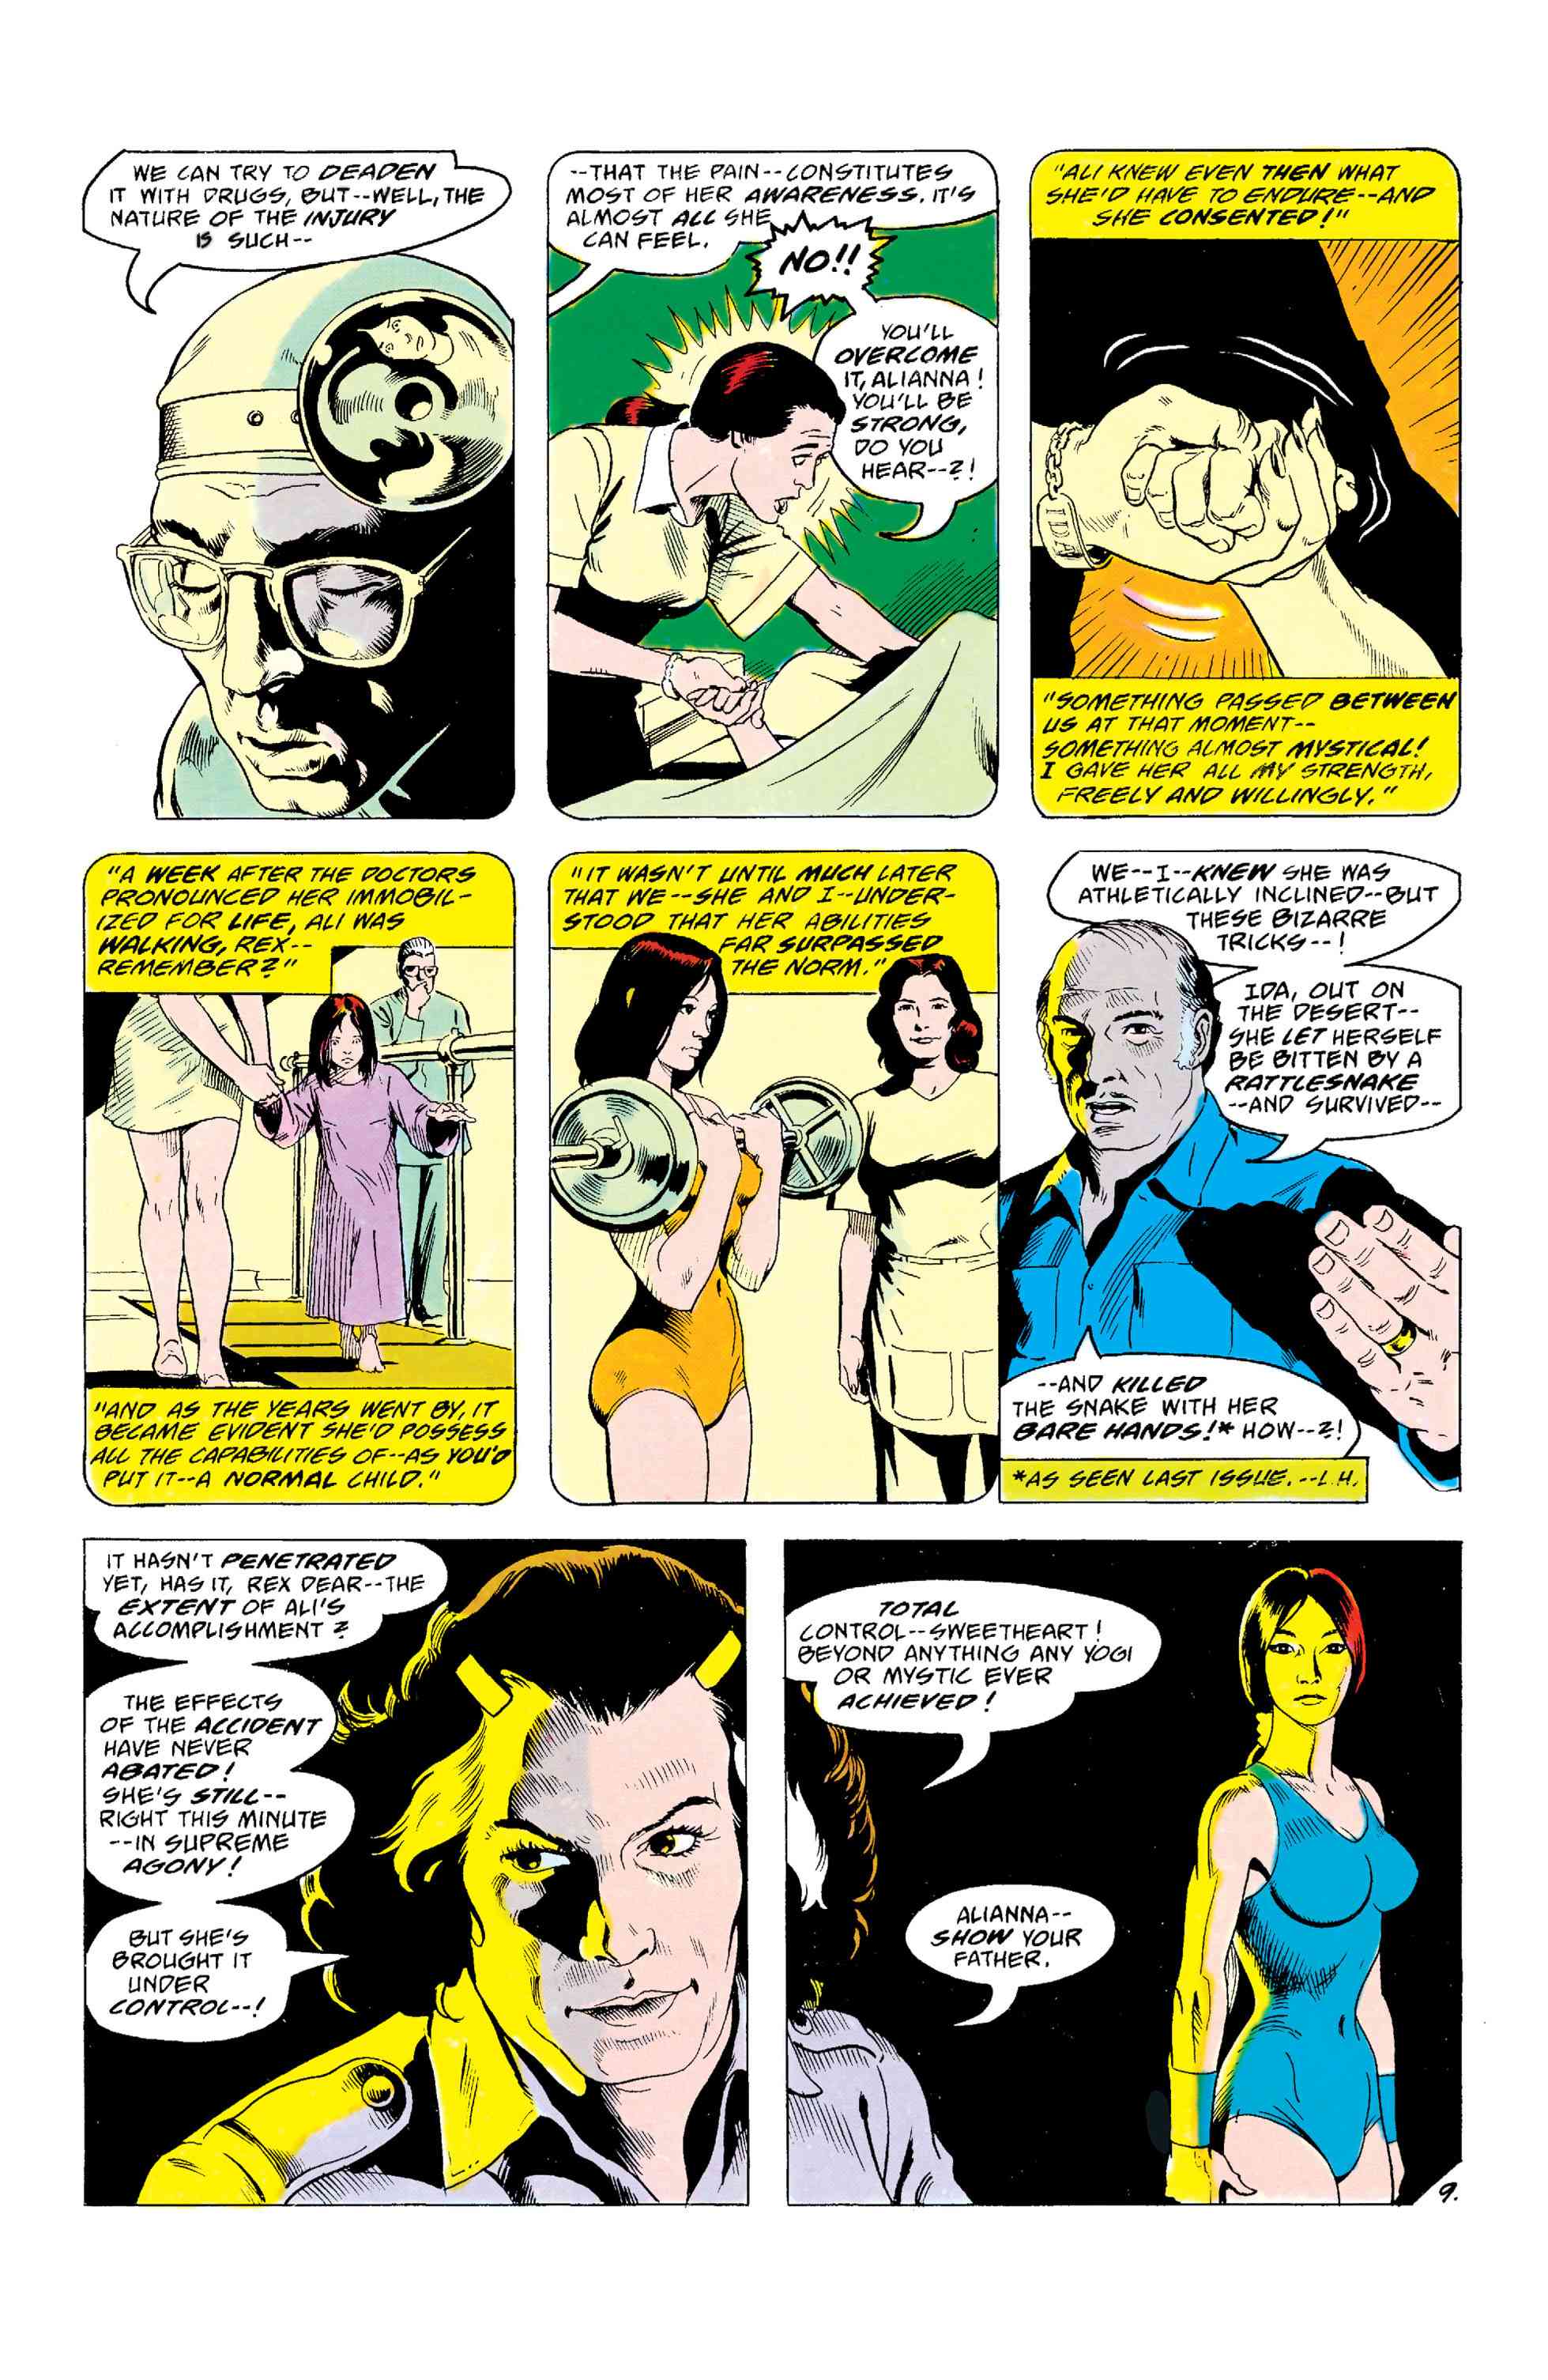 WE CAN TRY TO DEADEN
IT WITH DRUGS, BUT--WELL, THE
NATURE OF THE INJURY
IS SUCH--
--THAT THE PAIN--CONSTITUTES
MOST OF HER AWARENESS. IT'S
ALMOST ALL SHE
CAN FEEL.
NO!!
YOU'LL
OVERCOME
IT, ALIANNA!
YOU'LL BE
STRONG,
DO YOU
HEAR--?!
"ALI KNEW EVEN THEN WHAT
SHE'D HAVE TO ENDURE--AND
SHE CONSENTED!"
"SOMETHING PASSED BETWEEN
US AT THAT MOMENT--
SOMETHING ALMOST MYSTICAL!
I GAVE HER ALL MY STRENGTH,
FREELY AND WILLINGLY."
"A WEEK AFTER THE DOCTORS
PRONOUNCED HER IMMOBIL-
IZED FOR LIFE, ALI WAS
WALKING, REX--
REMEMBER?"
"AND AS THE YEARS WENT BY, IT
BECAME EVIDENT SHE'D POSSESS
ALL THE CAPABILITIES OF--AS YOU'D
PUT IT--A NORMAL CHILD."
"IT WASN'T UNTIL MUCH LATER
THAT WE--SHE AND I--UNDER-
STOOD THAT HER ABILITIES
FAR SURPASSED
THE NORM."
WE--I--KNEW SHE WAS
ATHLETICALLY INCLINED--BUT
THESE BIZARRE
TRICKS--!
IDA, OUT ON
THE DESERT--
SHE LET HERSELF
BE BITTEN BY A
RATTLESNAKE
--AND SURVIVED--
--AND KILLED
THE SNAKE WITH HER
BARE HANDS!* HOW--?!
*AS SEEN LAST ISSUE.--L.H.
IT HASN'T PENETRATED
YET, HAS IT, REX DEAR--THE
EXTENT OF ALI'S
ACCOMPLISHMENT?
THE EFFECTS
OF THE ACCIDENT
HAVE NEVER
ABATED!
SHE'S STILL--
RIGHT THIS MINUTE
--IN SUPREME
AGONY!
BUT SHE'S
BROUGHT IT
UNDER
CONTROL--!
TOTAL
CONTROL--SWEETHEART!
BEYOND ANYTHING ANY YOGI
OR MYSTIC EVER
ACHIEVED!
ALIANNA--
SHOW YOUR
FATHER.
9.